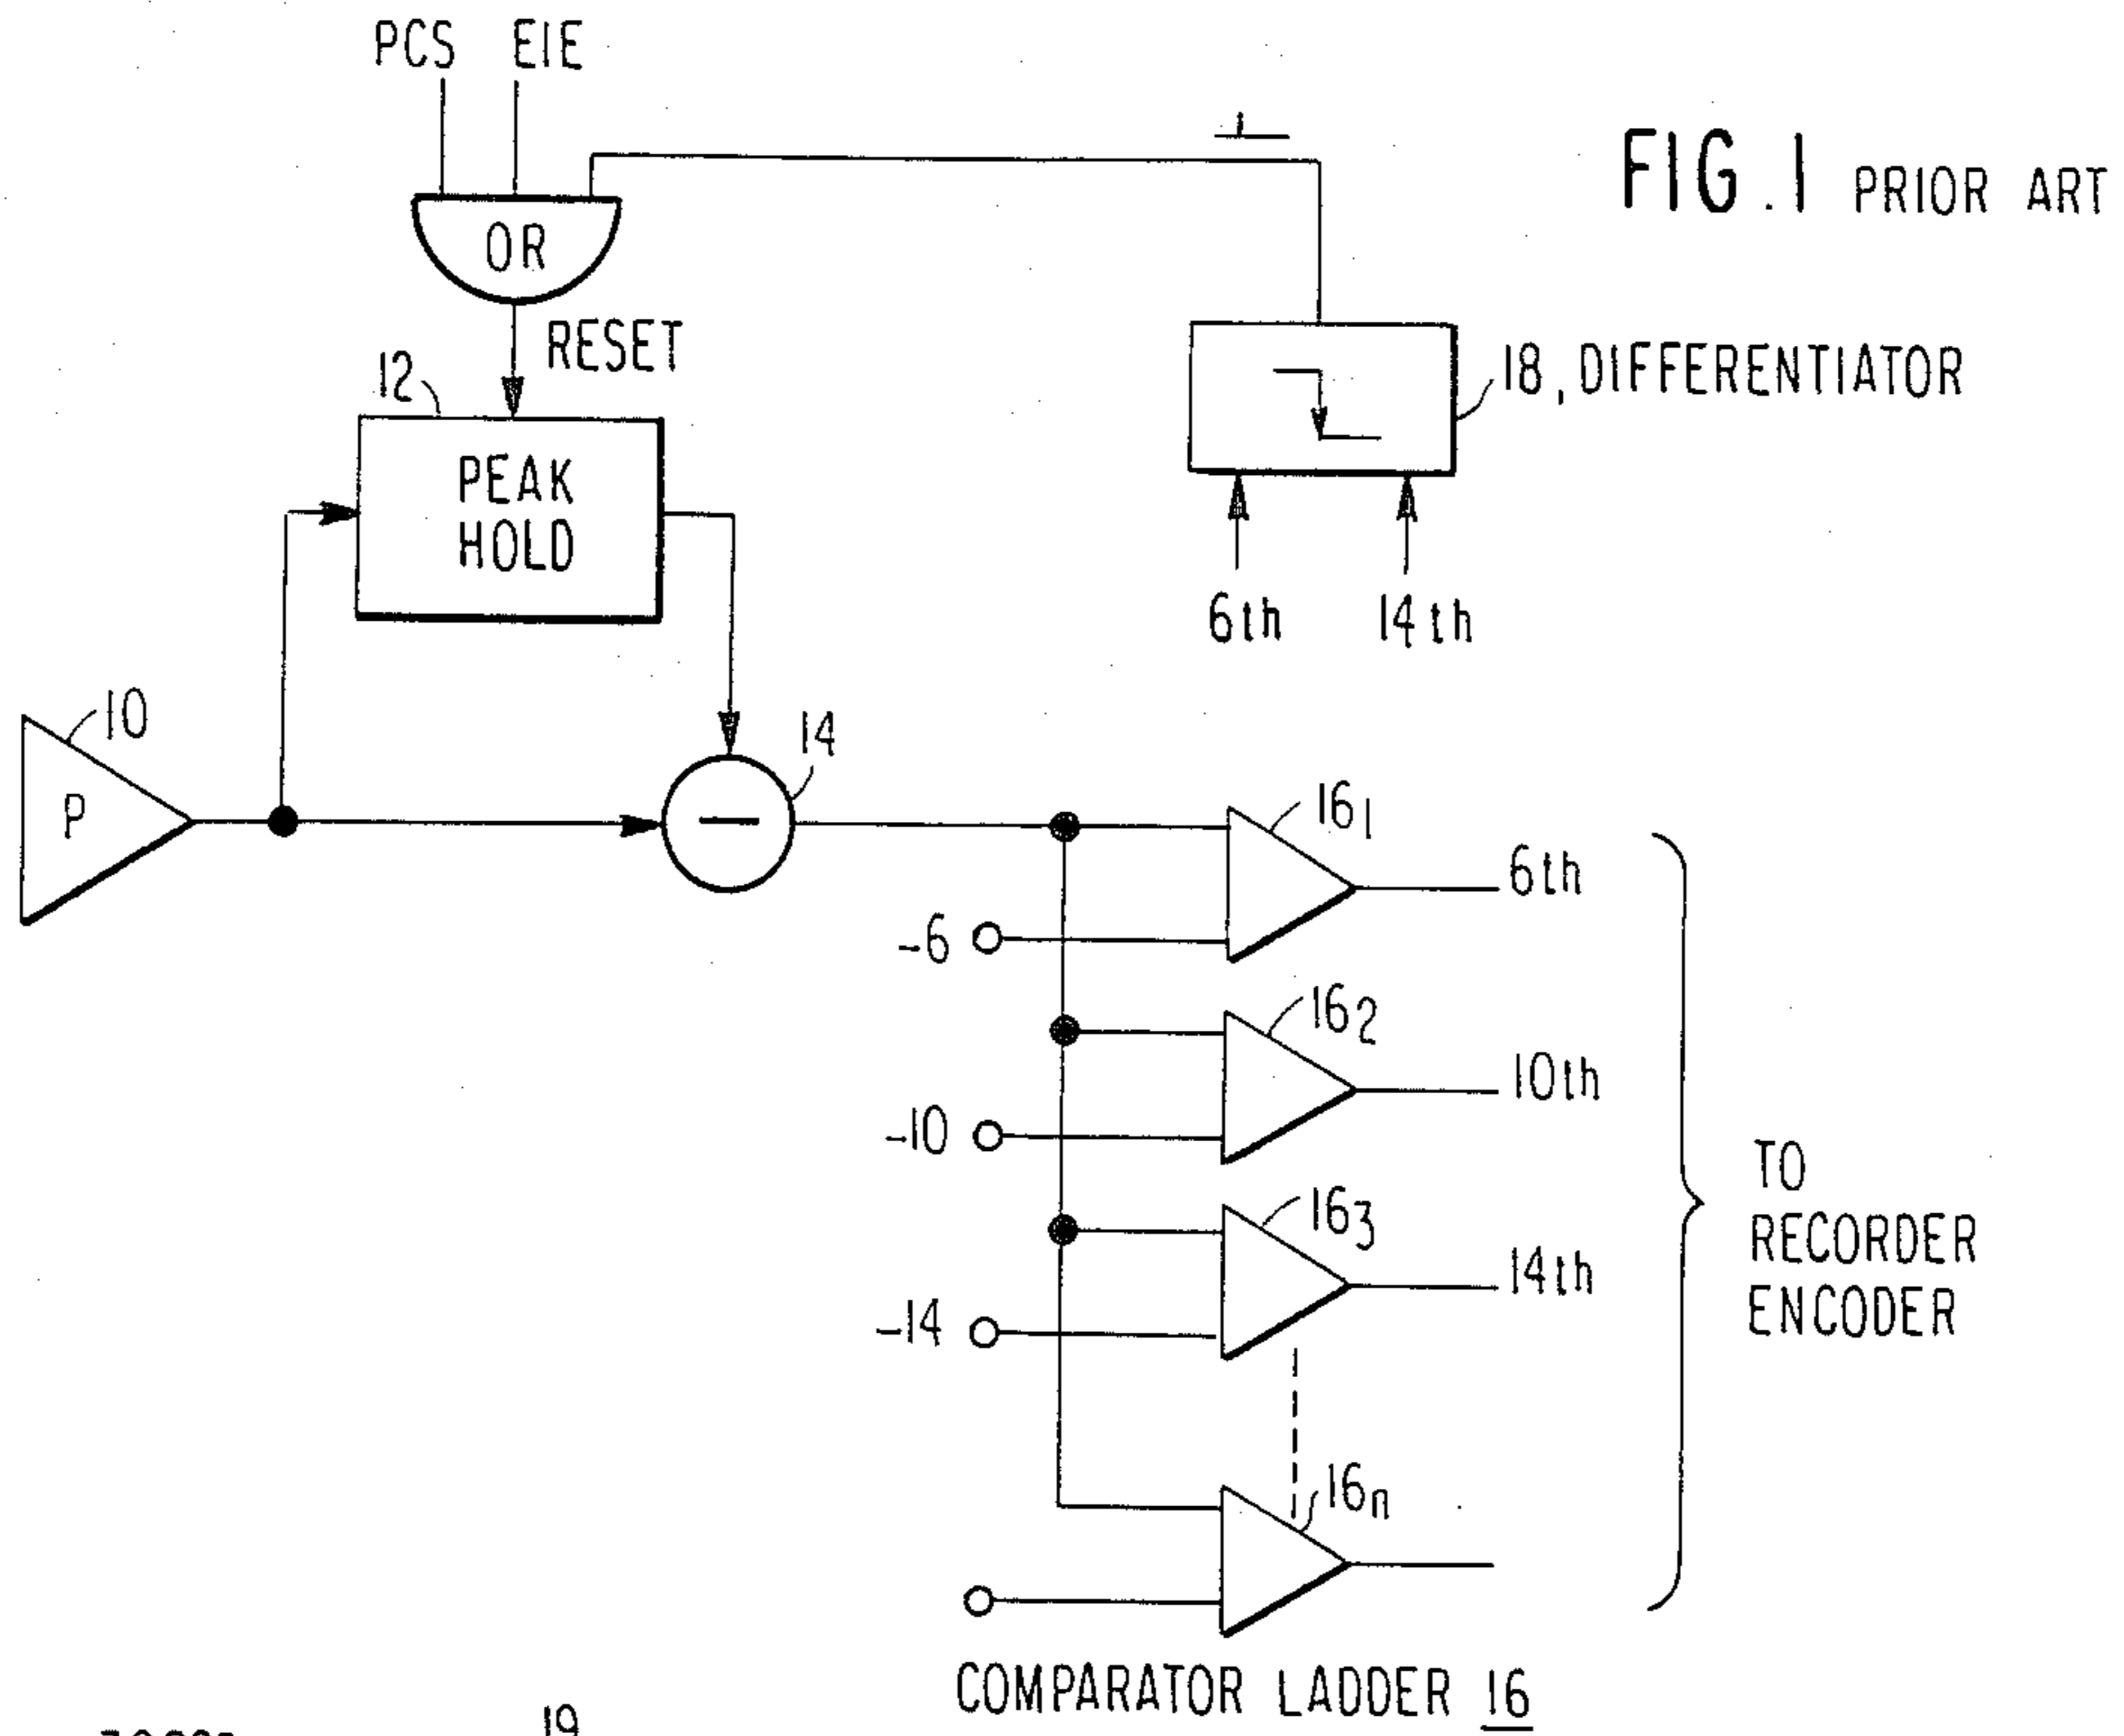 PCS EIE
FIG. 1 PRIOR ART
OR
RESET
12
18, DIFFERENTIATOR
PEAK
HOLD
6th 14th
10
14
P
—
16₁
6th
-6
16₂
10th
-10
TO
RECORDER
ENCODER
16₃
14th
-14
16n
COMPARATOR LADDER 16
19